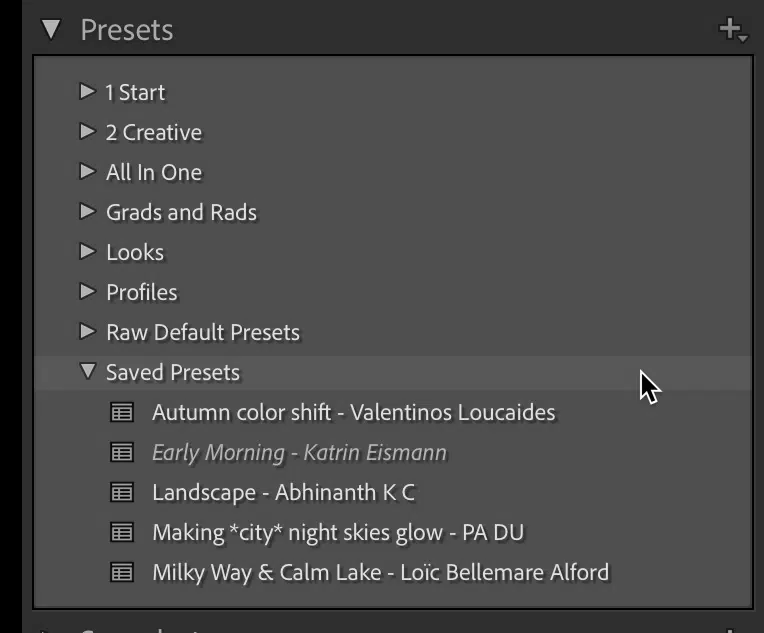 Presets
1 Start
2 Creative
All In One
Grads and Rads
Looks
Profiles
Raw Default Presets
Saved Presets
Autumn color shift - Valentinos Loucaides
Early Morning - Katrin Eismann
Landscape - Abhinanth K C
Making *city* night skies glow - PA DU
Milky Way & Calm Lake - Loïc Bellemare Alford